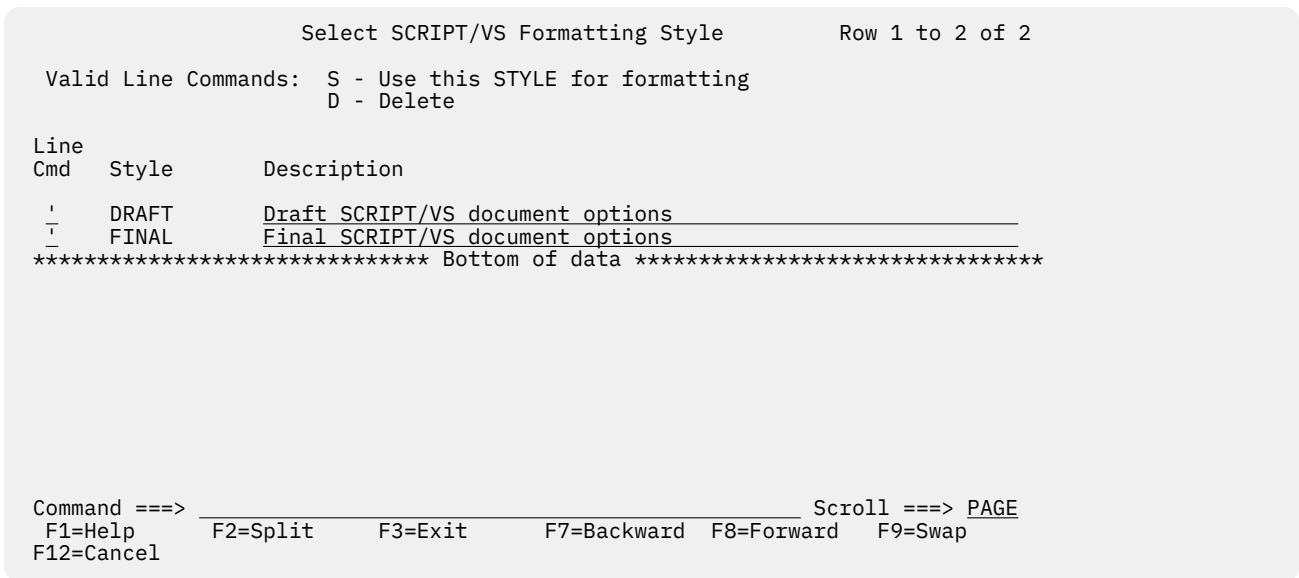 Select SCRIPT/VS Formatting Style         Row 1 to 2 of 2
Valid Line Commands:  S - Use this STYLE for formatting
D - Delete
Line
Cmd   Style       Description
'    DRAFT       Draft SCRIPT/VS document options
'    FINAL       Final SCRIPT/VS document options
******************************* Bottom of data ********************************
Command ===> _______________________________________________ Scroll ===> PAGE
F1=Help      F2=Split     F3=Exit      F7=Backward  F8=Forward   F9=Swap
F12=Cancel